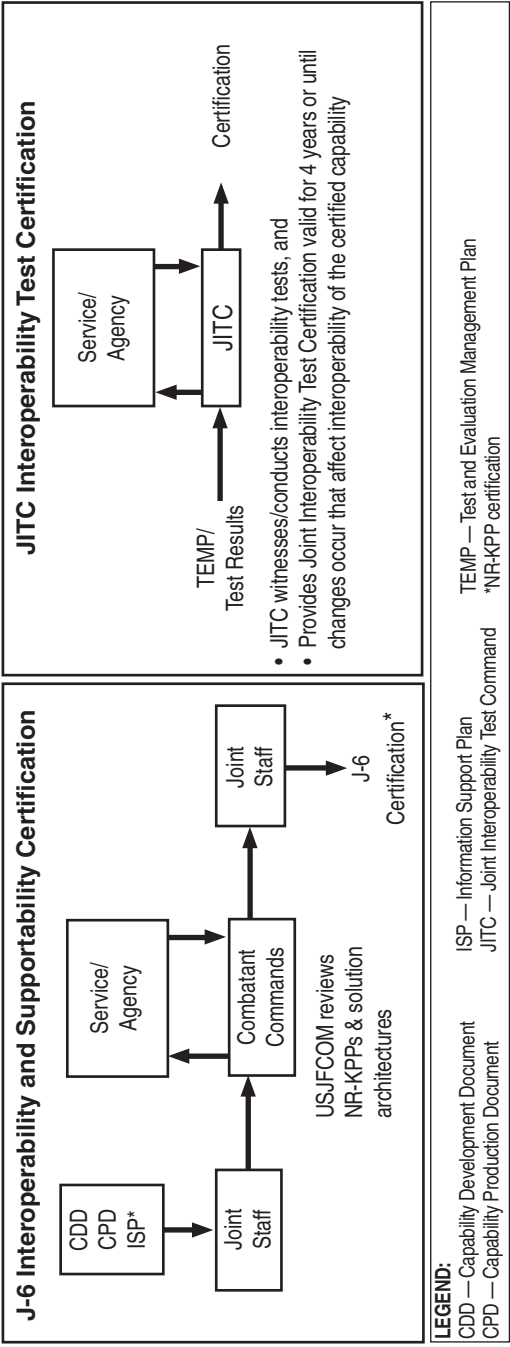 J-6 Interoperability and Supportability Certification
CDD
CPD
ISP*
Joint
Staff
Service/
Agency
Combatant
Commands
USJFCOM reviews
NR-KPPs & solution
architectures
Joint
Staff
J-6
Certification*
JITC Interoperability Test Certification
TEMP/
Test Results
Service/
Agency
JITC
Certification
• JITC witnesses/conducts interoperability tests, and
• Provides Joint Interoperability Test Certification valid for 4 years or until
changes occur that affect interoperability of the certified capability
LEGEND:
CDD — Capability Development Document
CPD — Capability Production Document
ISP — Information Support Plan
JITC — Joint Interoperability Test Command
TEMP — Test and Evaluation Management Plan
*NR-KPP certification